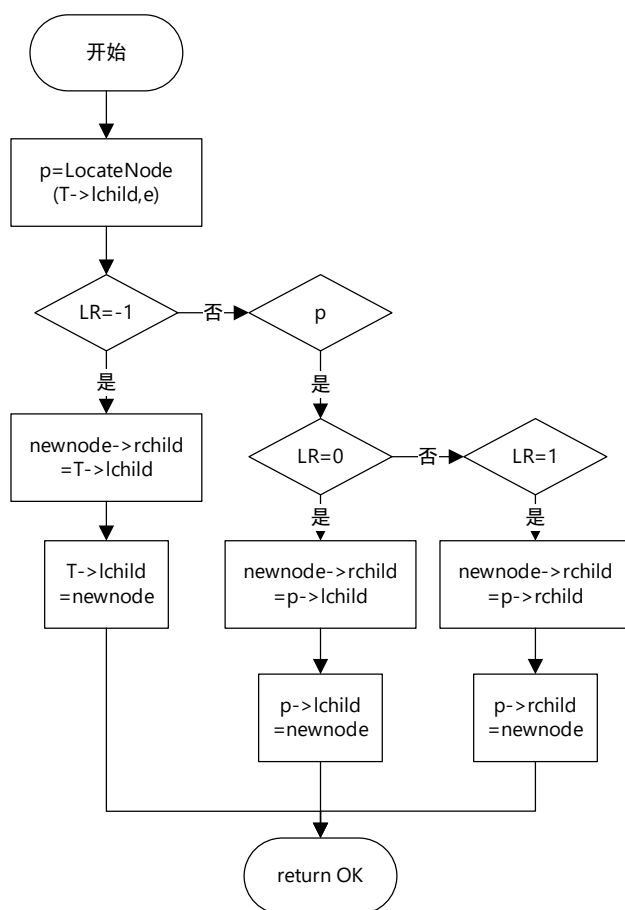 开始
p=LocateNode
(T->lchild,e)
LR=-1
否
p
是
是
newnode->rchild
=T->lchild
LR=0
否
LR=1
是
是
T->lchild
=newnode
newnode->rchild
=p->lchild
newnode->rchild
=p->rchild
p->lchild
=newnode
p->rchild
=newnode
return OK